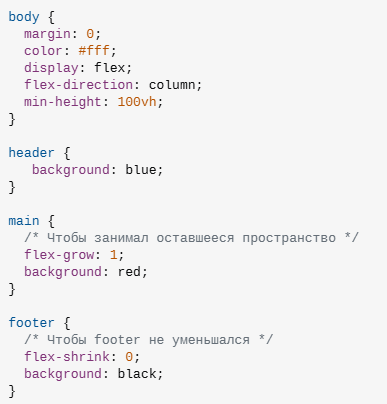 body {
  margin: 0;
  color: #fff;
  display: flex;
  flex-direction: column;
  min-height: 100vh;
}

header {
   background: blue;
}

main {
  /* Чтобы занимал оставшееся пространство */
  flex-grow: 1;
  background: red;
}

footer {
  /* Чтобы footer не уменьшался */
  flex-shrink: 0;
  background: black;
}